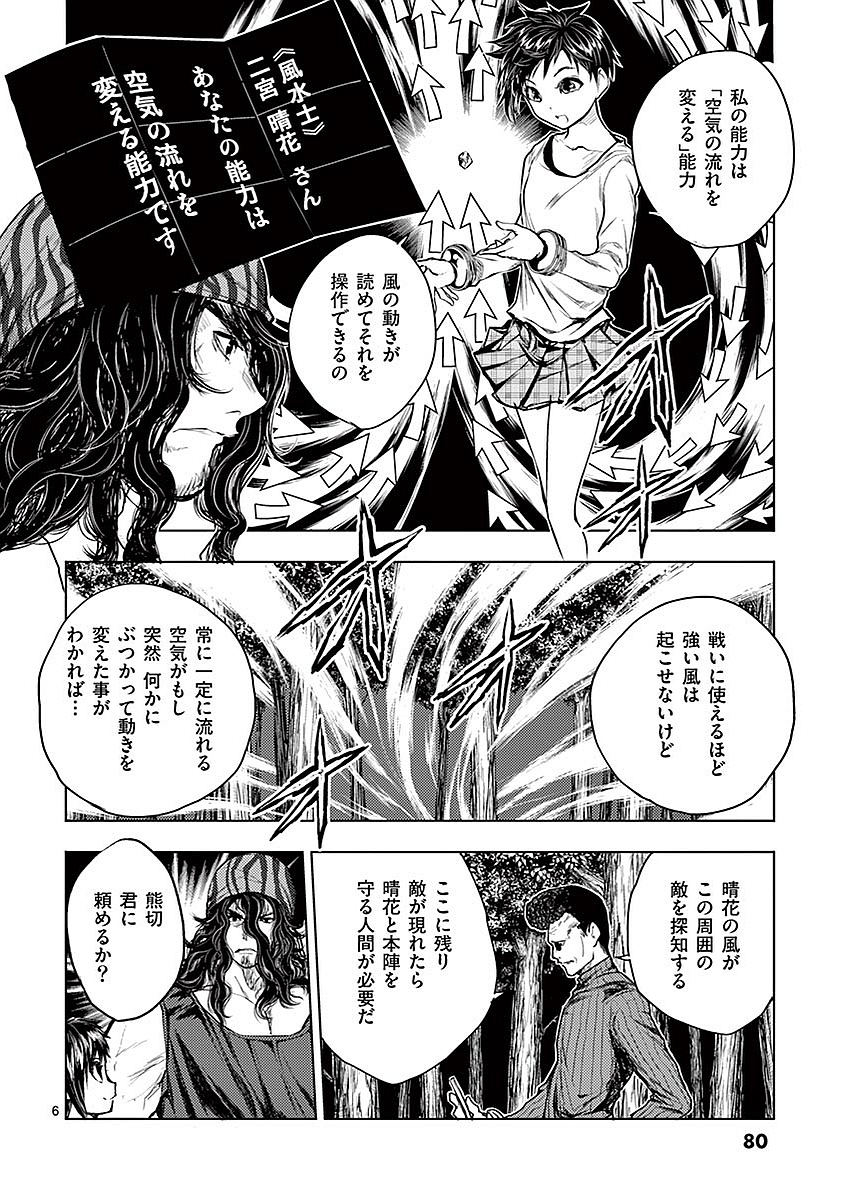 私の能力は
「空気の流れを
変える」能力
《風水士》
二宮 晴花 さん
あなたの能力は
空気の流れを
変える能力です
風の動きが
読めてそれを
操作できるの
戦いに使えるほど
強い風は
起こせないけど
常に一定に流れる
空気がもし
突然 何かに
ぶつかって動きを
変えた事が
わかれば…
晴花の風が
この周囲の
敵を探知する
ここに残り
敵が現れたら
晴花と本陣を
守る人間が必要だ
熊切
君に
頼めるか?
6
80